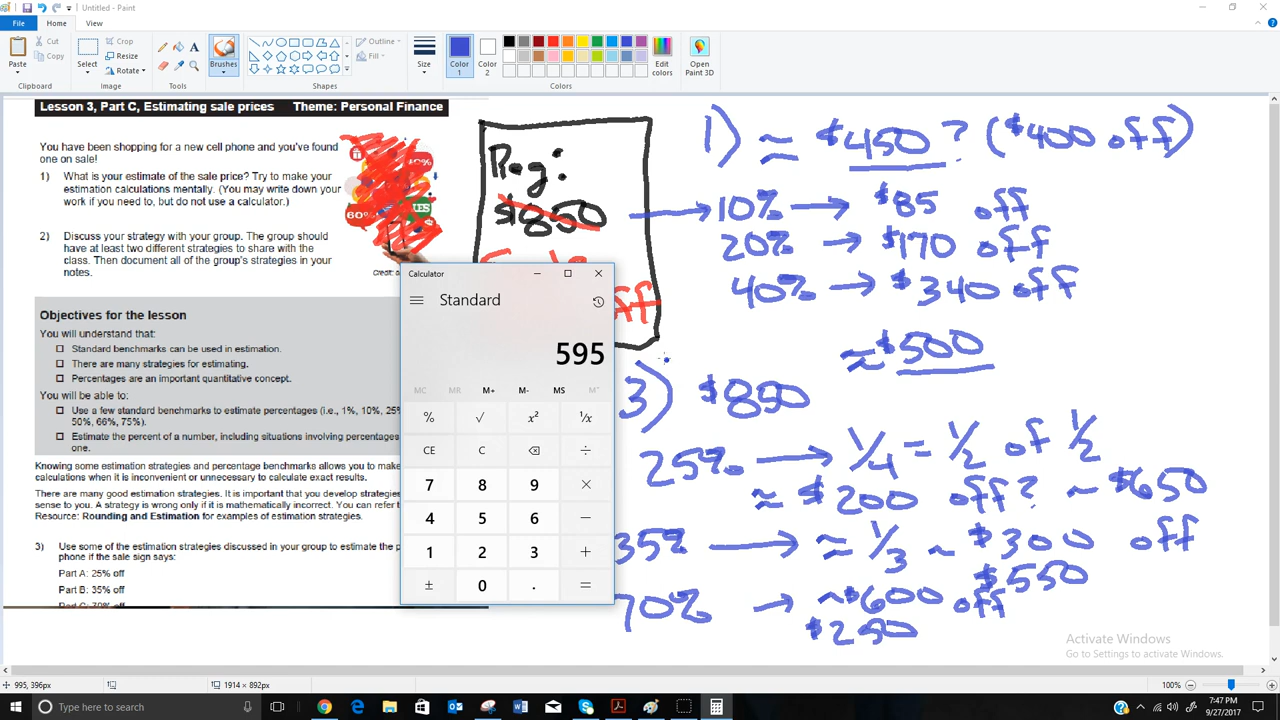 Untitled - Paint
File Home View
Paste
Cut
Copy
Clipboard
Select
Crop
Resize
Rotate
Image
Tools
Brushes
Shapes
Outline
Fill
Size
Color 1
Color 2
Colors
Edit colors
Open Paint 3D
Lesson 3, Part C, Estimating sale prices Theme: Personal Finance
You have been shopping for a new cell phone and you've found
one on sale!
1) What is your estimate of the sale price? Try to make your
estimation calculations mentally. (You may write down your
work if you need to, but do not use a calculator.)
2) Discuss your strategy with your group. The group should
have at least two different strategies to share with the
class. Then document all of the group's strategies in your
notes.
60%
Credit:
Objectives for the lesson
You will understand that:
Standard benchmarks can be used in estimation.
There are many strategies for estimating.
Percentages are an important quantitative concept.
You will be able to:
Use a few standard benchmarks to estimate percentages (i.e., 1%, 10%, 25%
50%, 66%, 75%).
Estimate the percent of a number, including situations involving percentages
one.
Knowing some estimation strategies and percentage benchmarks allows you to make
calculations when it is inconvenient or unnecessary to calculate exact results.
There are many good estimation strategies. It is important that you develop strategies
sense to you. A strategy is wrong only if it is mathematically incorrect. You can refer
Resource: Rounding and Estimation for examples of estimation strategies.
3) Use some of the estimation strategies discussed in your group to estimate the
phone if the sale sign says:
Part A: 25% off
Part B: 35% off
Part C: 70% off
Reg:
$850
off
Calculator
Standard
595
MC MR M+ M- MS M˅
% √ x² ¹/x
CE C ⌫ ÷
7 8 9 ×
4 5 6 −
1 2 3 +
± 0 . =
1) ≈ $450 ? ($400 off)
→ 10% → $85 off
20% → $170 off
40% → $340 off
≈ $500
3) $850
25% → 1/4 = 1/2 of 1/2
≈ $200 off? ~ $650
35% → ≈ 1/3 ~ $300 off
$550
70% → ~$600 off
$250
Activate Windows
Go to Settings to activate Windows.
995, 396px
1914 × 892px
100%
Type here to search
7:47 PM
9/27/2017